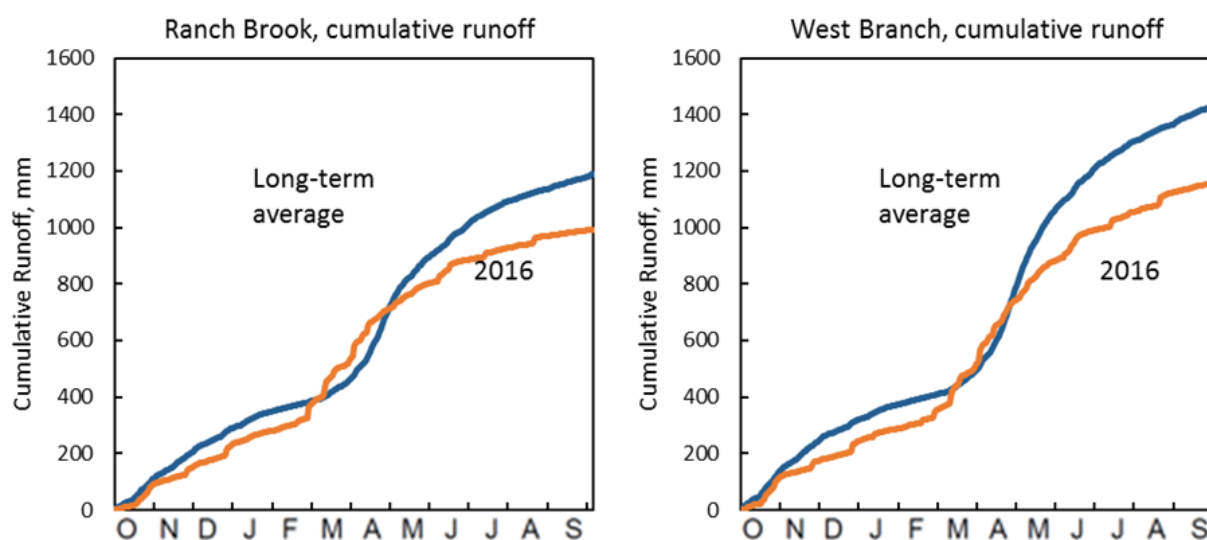 Ranch Brook, cumulative runoff
Cumulative Runoff, mm
1600
1400
1200
1000
800
600
400
200
0
Long-term
average
2016
O N D J F M A M J J A S
West Branch, cumulative runoff
Cumulative Runoff, mm
1600
1400
1200
1000
800
600
400
200
0
Long-term
average
2016
O N D J F M A M J J A S